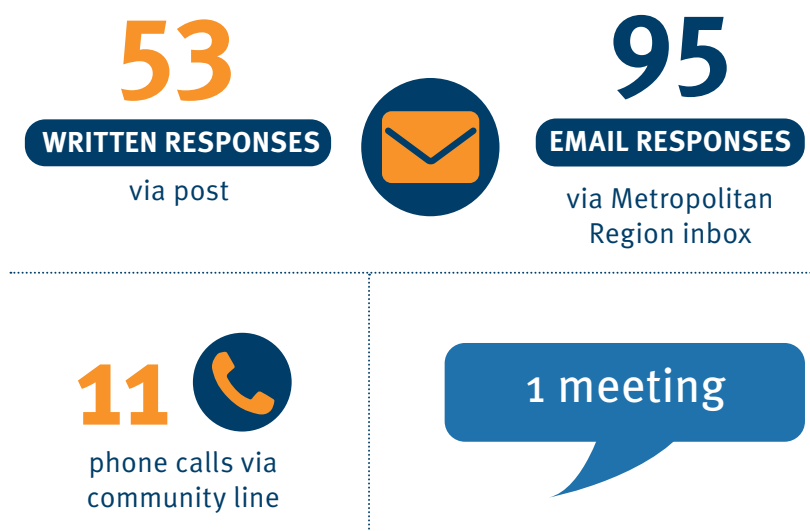 53
WRITTEN RESPONSES
via post
95
EMAIL RESPONSES
via Metropolitan
Region inbox
11
phone calls via
community line
1 meeting